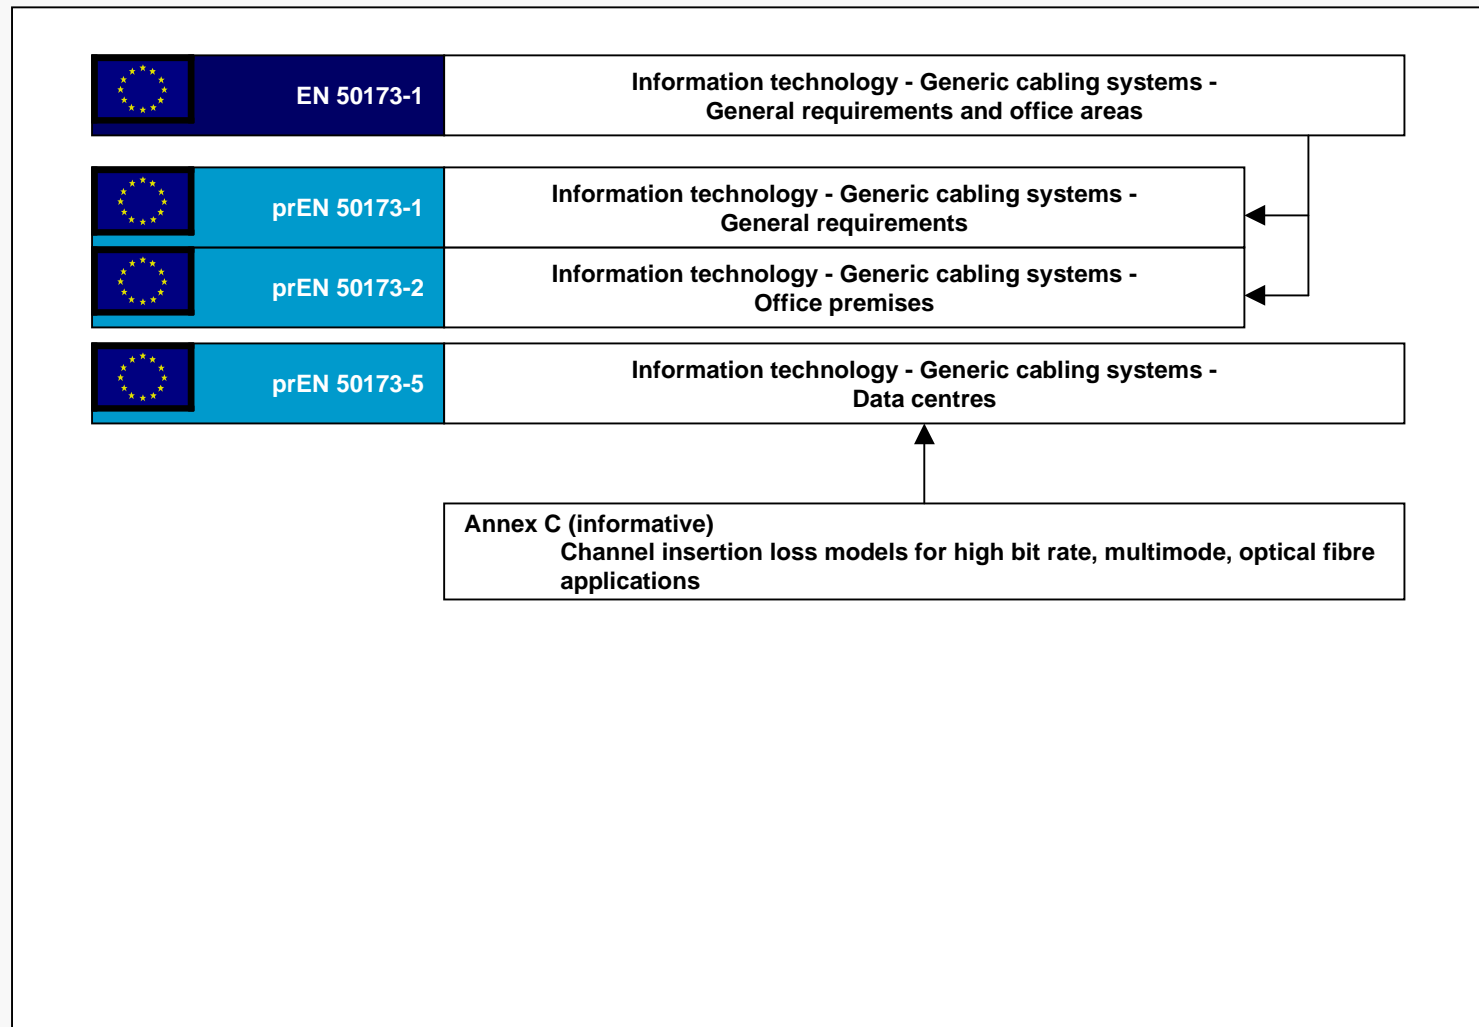 EN 50173-1
Information technology - Generic cabling systems -
General requirements and office areas
prEN 50173-1
Information technology - Generic cabling systems -
General requirements
prEN 50173-2
Information technology - Generic cabling systems -
Office premises
prEN 50173-5
Information technology - Generic cabling systems -
Data centres
Annex C (informative)
Channel insertion loss models for high bit rate, multimode, optical fibre
applications